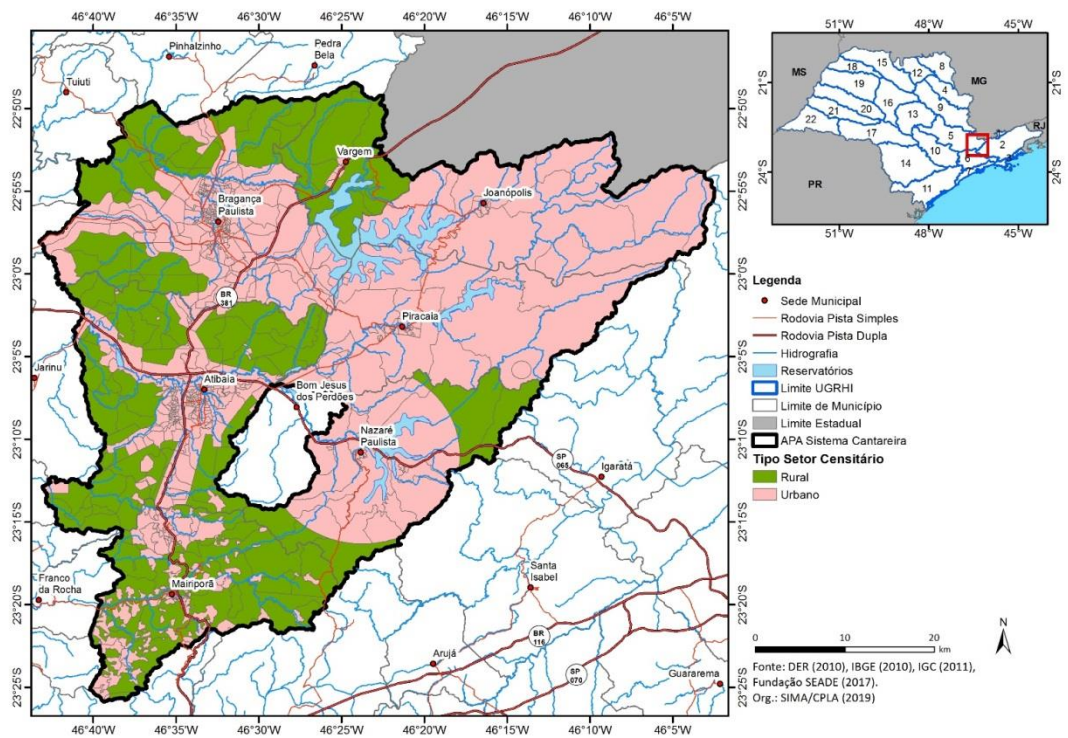 46°40'W 46°35'W 46°30'W 46°25'W 46°20'W 46°15'W 46°10'W 46°5'W
22°50'S
22°55'S
23°0'S
23°5'S
23°10'S
23°15'S
23°20'S
23°25'S
Pinhalzinho
Pedra
Bela
Tuiuti
Vargem
Bragança
Paulista
Joanópolis
BR
381
Piracaia
Jarinu
Atibaia
Bom Jesus
dos Perdões
Nazaré
Paulista
SP
065
Igaratá
Santa
Isabel
Franco
da Rocha
Mairiporã
BR
116
Arujá
SP
070
Guararema
22°50'S
22°55'S
23°0'S
23°5'S
23°10'S
23°15'S
23°20'S
23°25'S
46°40'W 46°35'W 46°30'W 46°25'W 46°20'W 46°15'W 46°10'W 46°5'W
51°W 48°W 45°W
21°S
24°S
MS
MG
RJ
PR
15
8
18
12
19
4
16
9
13
21
20
22
17
5
2
10
6
14
11
21°S
24°S
51°W 48°W 45°W
Legenda
Sede Municipal
Rodovia Pista Simples
Rodovia Pista Dupla
Hidrografia
Reservatórios
Limite UGRHI
Limite de Município
Limite Estadual
APA Sistema Cantareira
Tipo Setor Censitário
Rural
Urbano
0 10 20
km
N
Fonte: DER (2010), IBGE (2010), IGC (2011),
Fundação SEADE (2017).
Org.: SIMA/CPLA (2019)